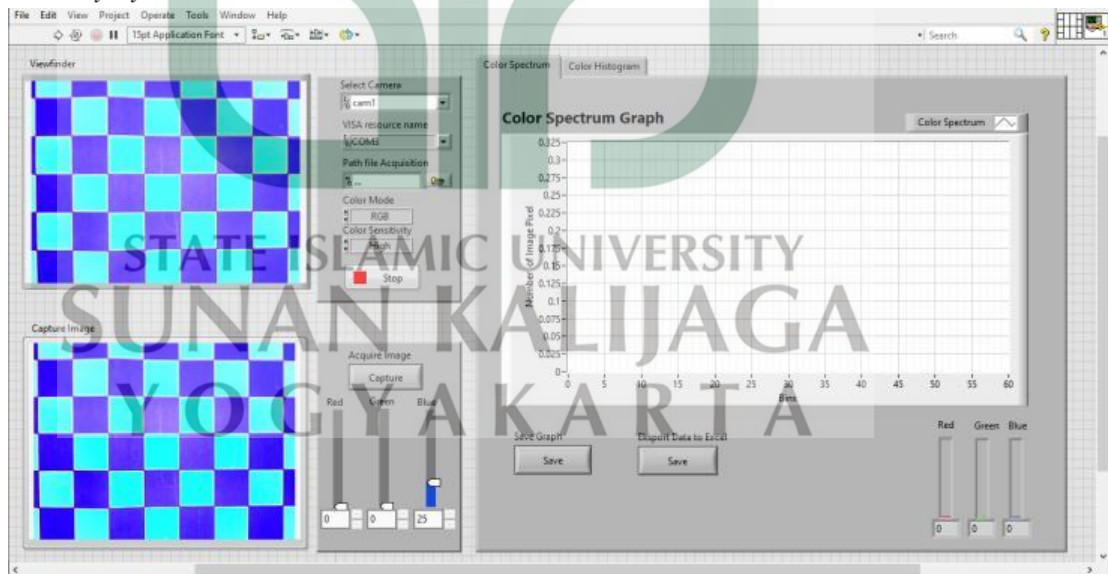 File Edit View Project Operate Tools Window Help
15pt Application Font
Search
Viewfinder
Select Camera
cam1
VISA resource name
COM3
Path file Acquisition
...
Color Mode
RGB
Color Sensitivity
High
Stop
Capture Image
Acquire Image
Capture
Red Green Blue
0 0 25
Color Spectrum Color Histogram
Color Spectrum Graph
Color Spectrum
Number of Image Pixel
0.325
0.3
0.275
0.25
0.225
0.2
0.175
0.15
0.125
0.1
0.075
0.05
0.025
0
0 5 10 15 20 25 30 35 40 45 50 55 60
Bins
Save Graph
Save
Save
Red Green Blue
0 0 0
STATE ISLAMIC UNIVERSITY
SUNAN KALIJAGA
YOGYAKARTA